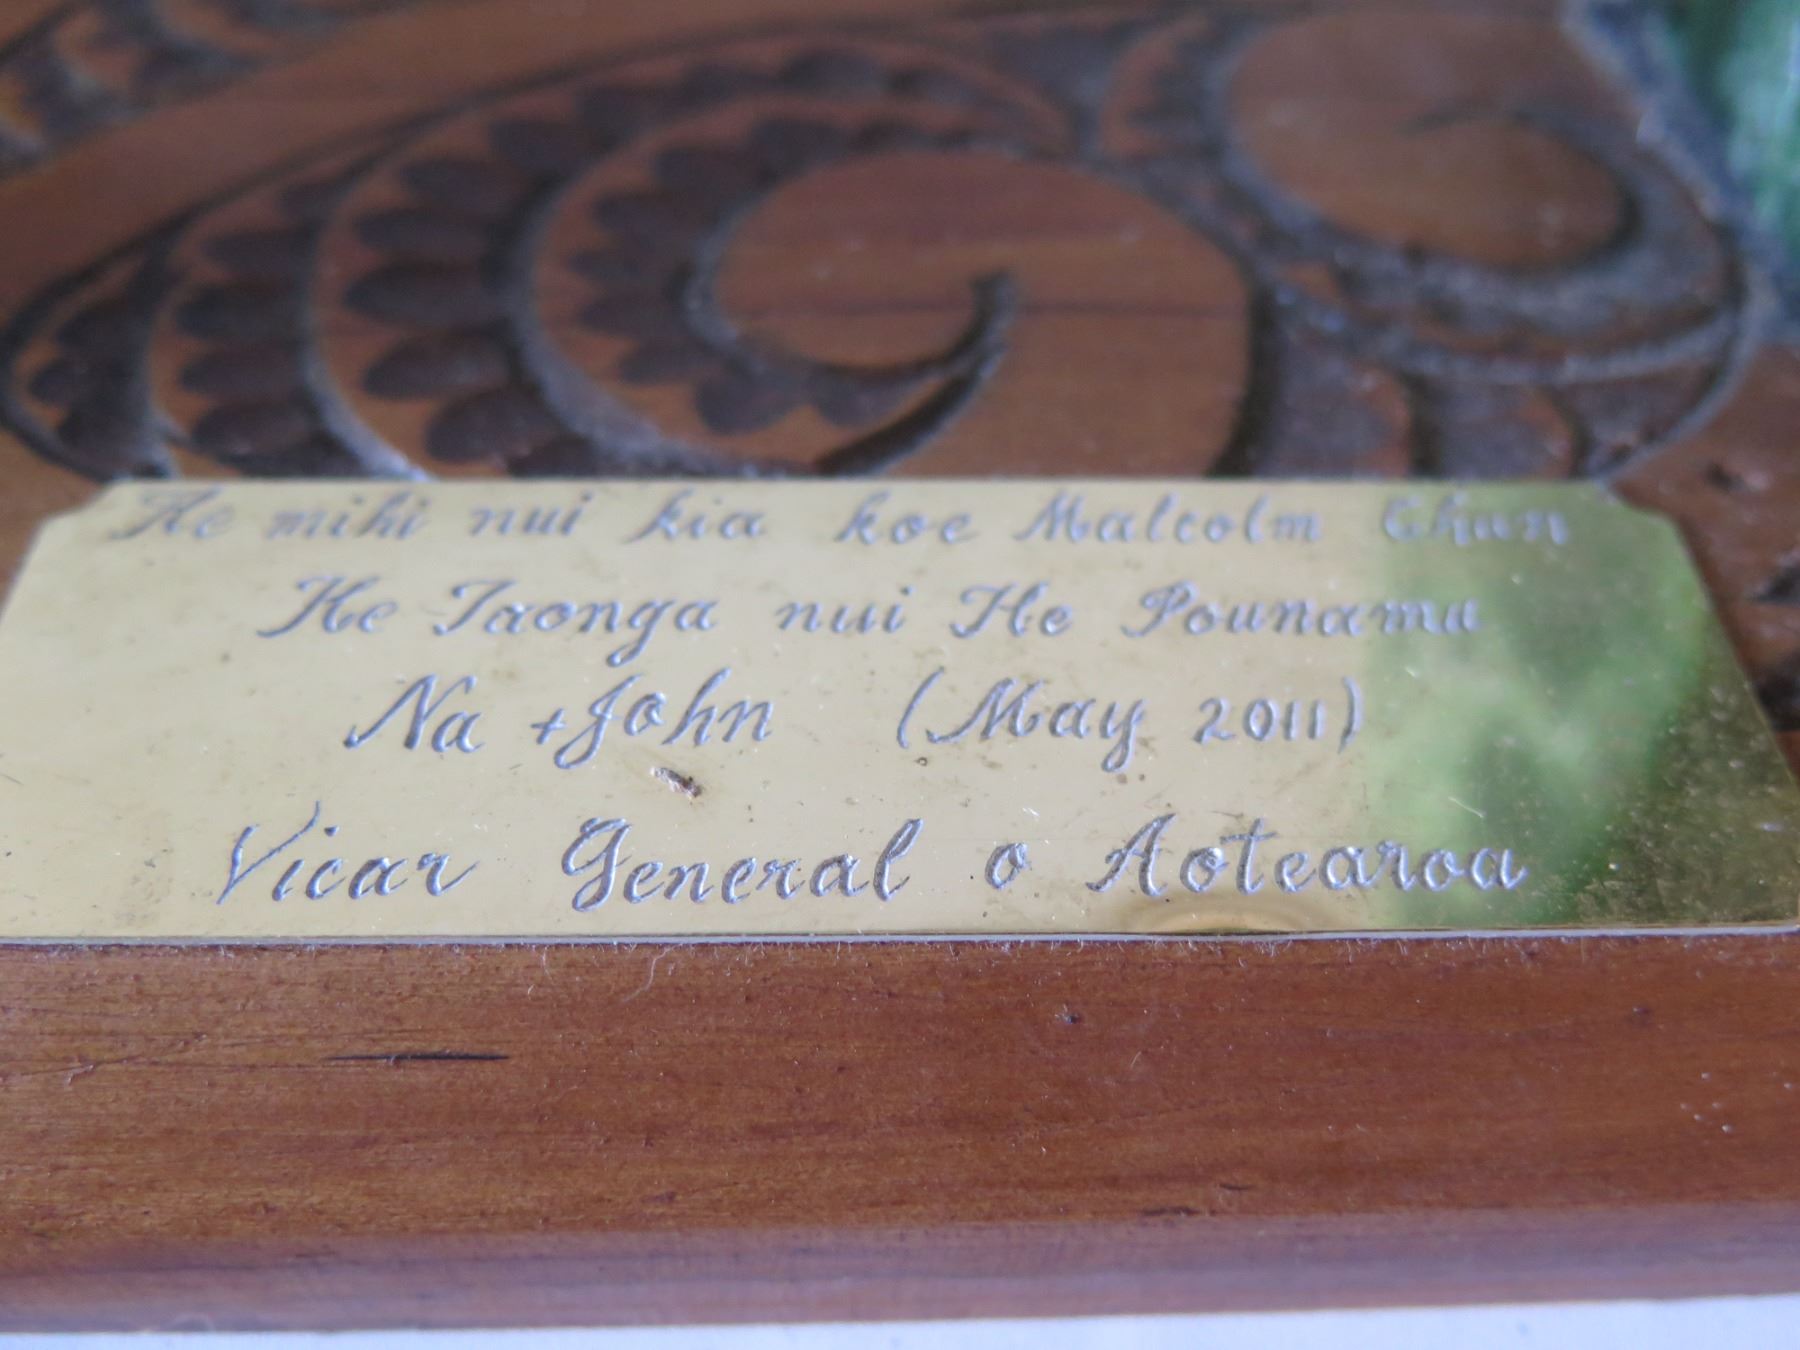 He mihi nui kia koe Malcolm Chun
He Taonga nui He Pounamu
Na +John (May 2011)
Vicar General o Aotearoa